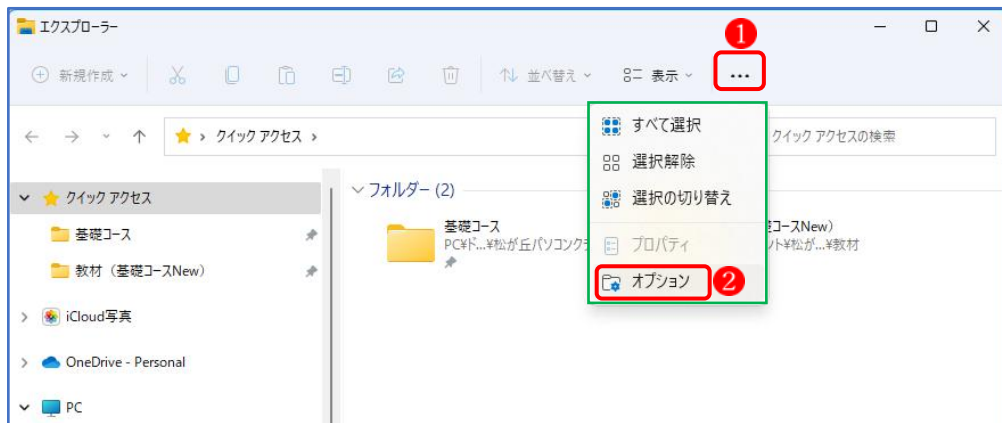 エクスプローラー
1
新規作成
並べ替え
表示
...
クイック アクセス
クイック アクセスの検索
すべて選択
選択解除
選択の切り替え
プロパティ
オプション
2
クイック アクセス
基礎コース
教材（基礎コースNew）
iCloud写真
OneDrive - Personal
PC
フォルダー (2)
基礎コース
PC¥ド...¥松が丘パソコンク
コースNew）
ント¥松が...¥教材